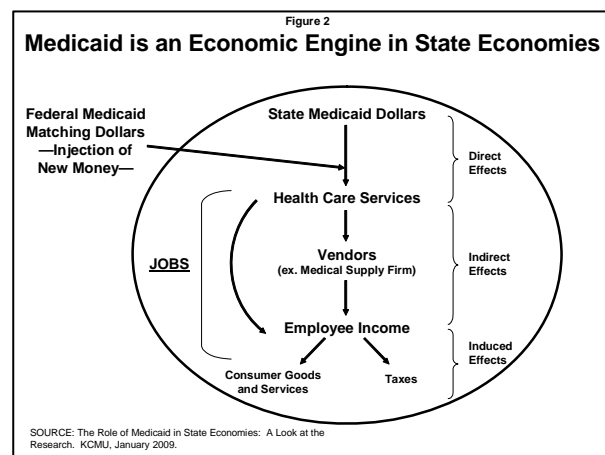 Figure 2
Medicaid is an Economic Engine in State Economies
Federal Medicaid
Matching Dollars
—Injection of
New Money—
State Medicaid Dollars
Direct
Effects
Health Care Services
JOBS
Vendors
(ex. Medical Supply Firm)
Indirect
Effects
Employee Income
Consumer Goods
and Services
Taxes
Induced
Effects
SOURCE: The Role of Medicaid in State Economies: A Look at the
Research. KCMU, January 2009.